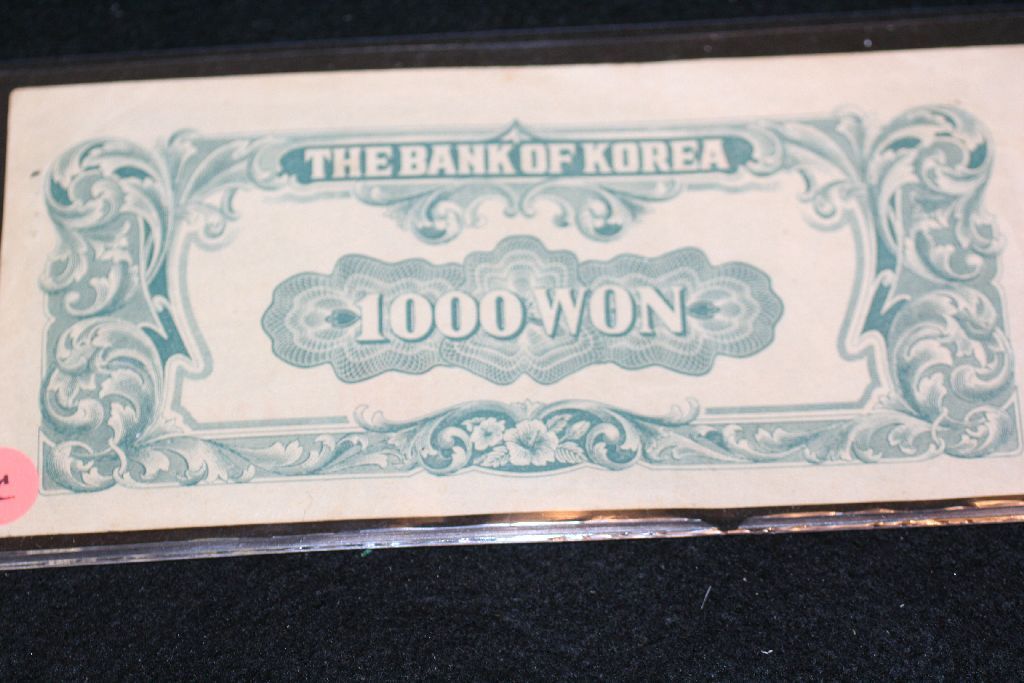 THE BANK OF KOREA
1000 WON